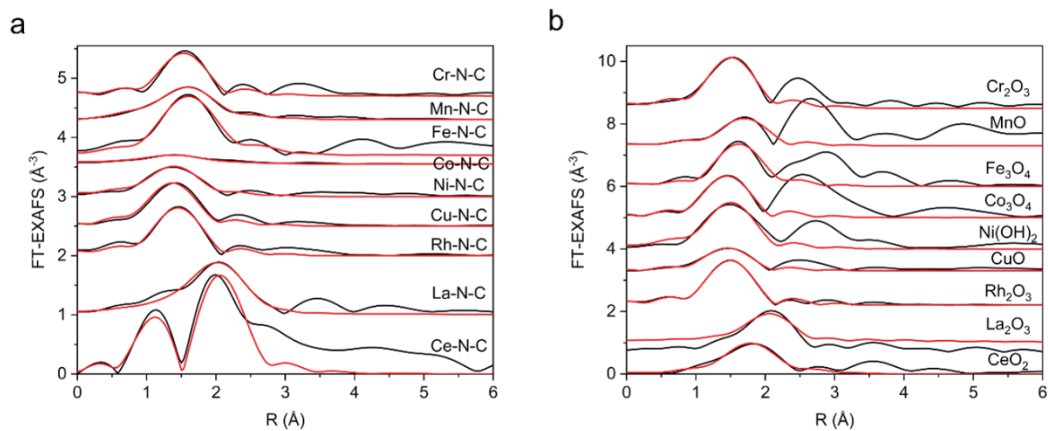 a
FT-EXAFS (Å⁻³)
5
4
3
2
1
0
Cr-N-C
Mn-N-C
Fe-N-C
Co-N-C
Ni-N-C
Cu-N-C
Rh-N-C
La-N-C
Ce-N-C
0 1 2 3 4 5 6
R (Å)
b
FT-EXAFS (Å⁻³)
10
8
6
4
2
0
Cr₂O₃
MnO
Fe₃O₄
Co₃O₄
Ni(OH)₂
CuO
Rh₂O₃
La₂O₃
CeO₂
0 1 2 3 4 5 6
R (Å)